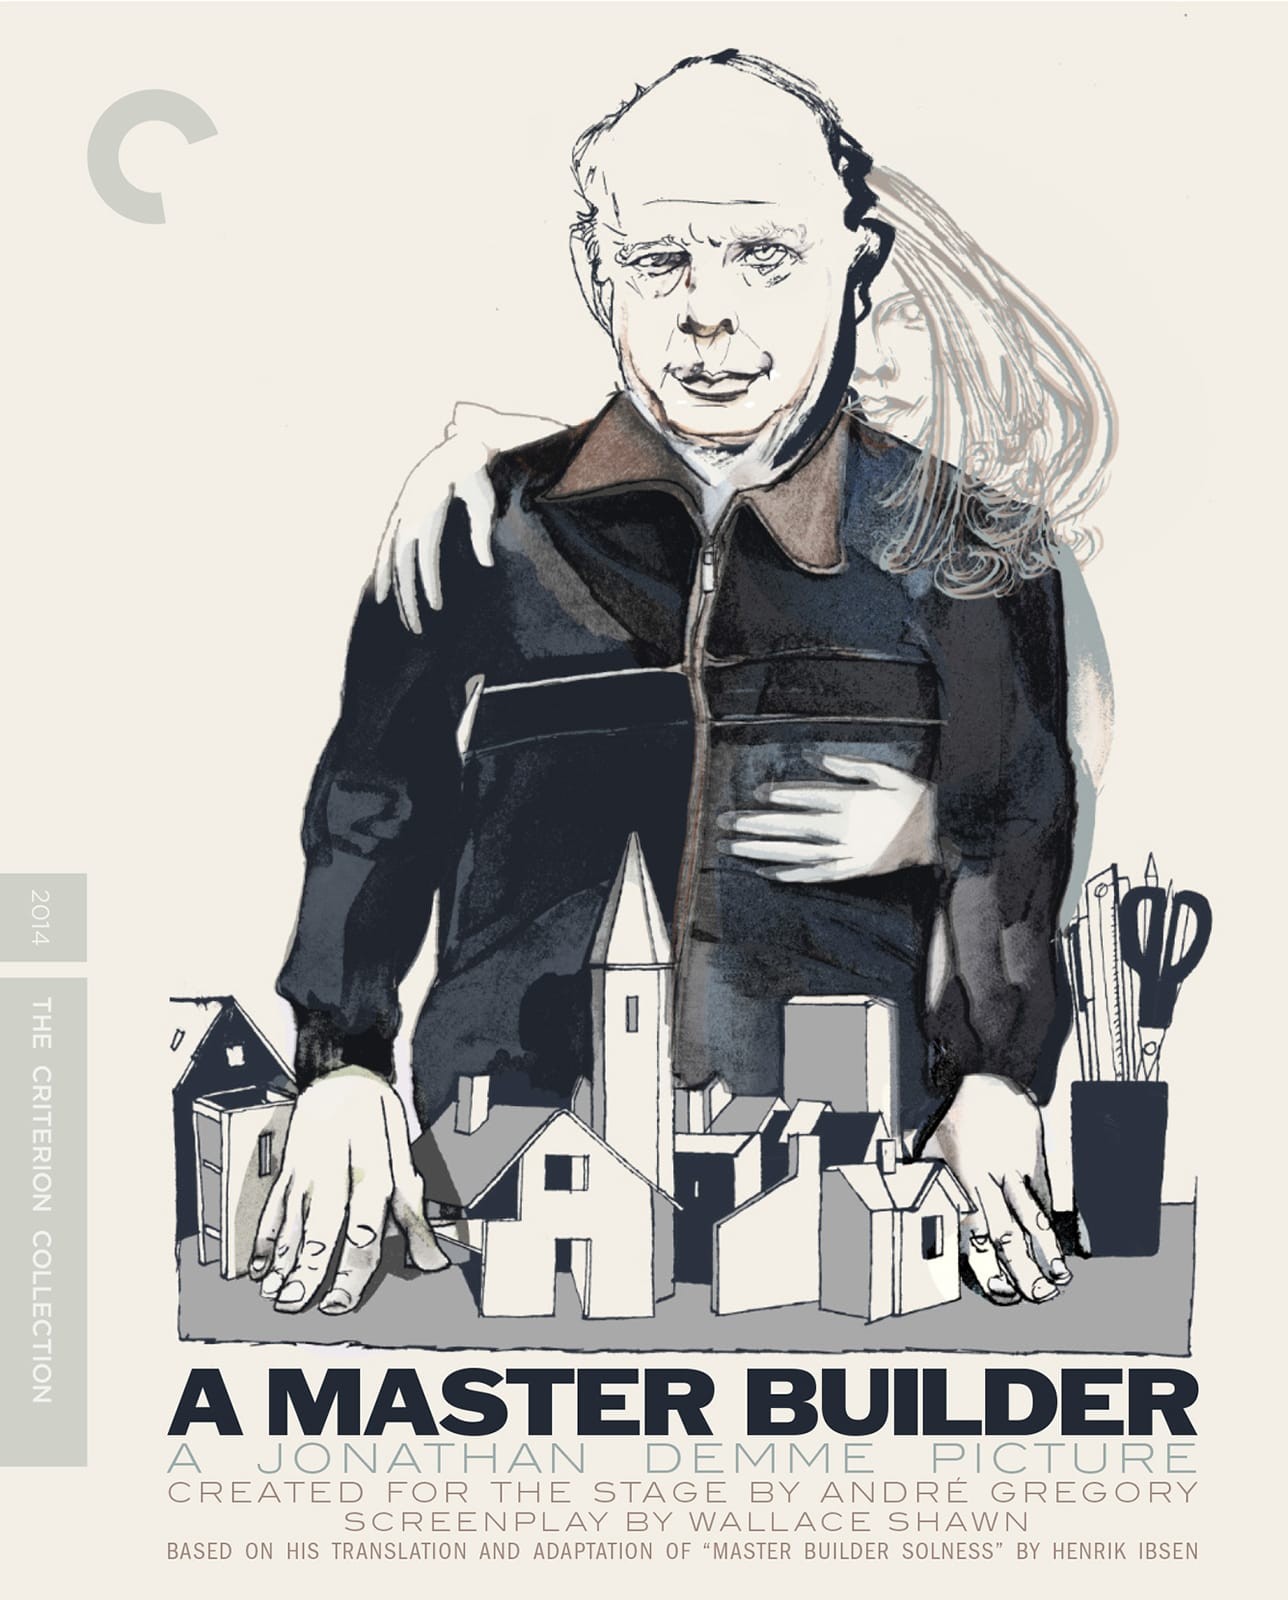 2014
THE CRITERION COLLECTION
A MASTER BUILDER
A JONATHAN DEMME PICTURE
CREATED FOR THE STAGE BY ANDRÉ GREGORY
SCREENPLAY BY WALLACE SHAWN
BASED ON HIS TRANSLATION AND ADAPTATION OF “MASTER BUILDER SOLNESS” BY HENRIK IBSEN